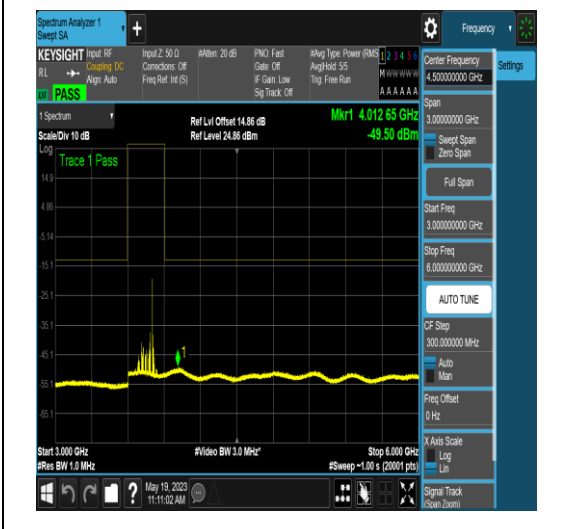 Spectrum Analyzer 1
Swept SA
+
Frequency
KEYSIGHT
RL
Input: RF
Coupling: DC
Align: Auto
Input Z: 50 Ω
Corrections: Off
Freq Ref: Int (S)
#Atten: 20 dB
PNO: Fast
Gate: Off
IF Gain: Low
Sig Track: Off
#Avg Type: Power (RMS
Avg|Hold: 5/5
Trig: Free Run
1 2 3 4 5 6
M w w w w w
A A A A A A
PASS
1 Spectrum
Scale/Div 10 dB
Ref Lvl Offset 14.86 dB
Ref Level 24.86 dBm
Mkr1 4.012 65 GHz
-49.50 dBm
Log
Trace 1 Pass
14.9
4.86
-5.14
-15.1
-25.1
-35.1
-45.1
-55.1
-65.1
1
Start 3.000 GHz
#Res BW 1.0 MHz
#Video BW 3.0 MHz*
Stop 6.000 GHz
#Sweep ~1.00 s (20001 pts)
May 19, 2023
11:11:02 AM
?
Center Frequency
4.500000000 GHz
Settings
Span
3.00000000 GHz
Swept Span
Zero Span
Full Span
Start Freq
3.000000000 GHz
Stop Freq
6.000000000 GHz
AUTO TUNE
CF Step
300.000000 MHz
Auto
Man
Freq Offset
0 Hz
X Axis Scale
Log
Lin
Signal Track
(Span Zoom)